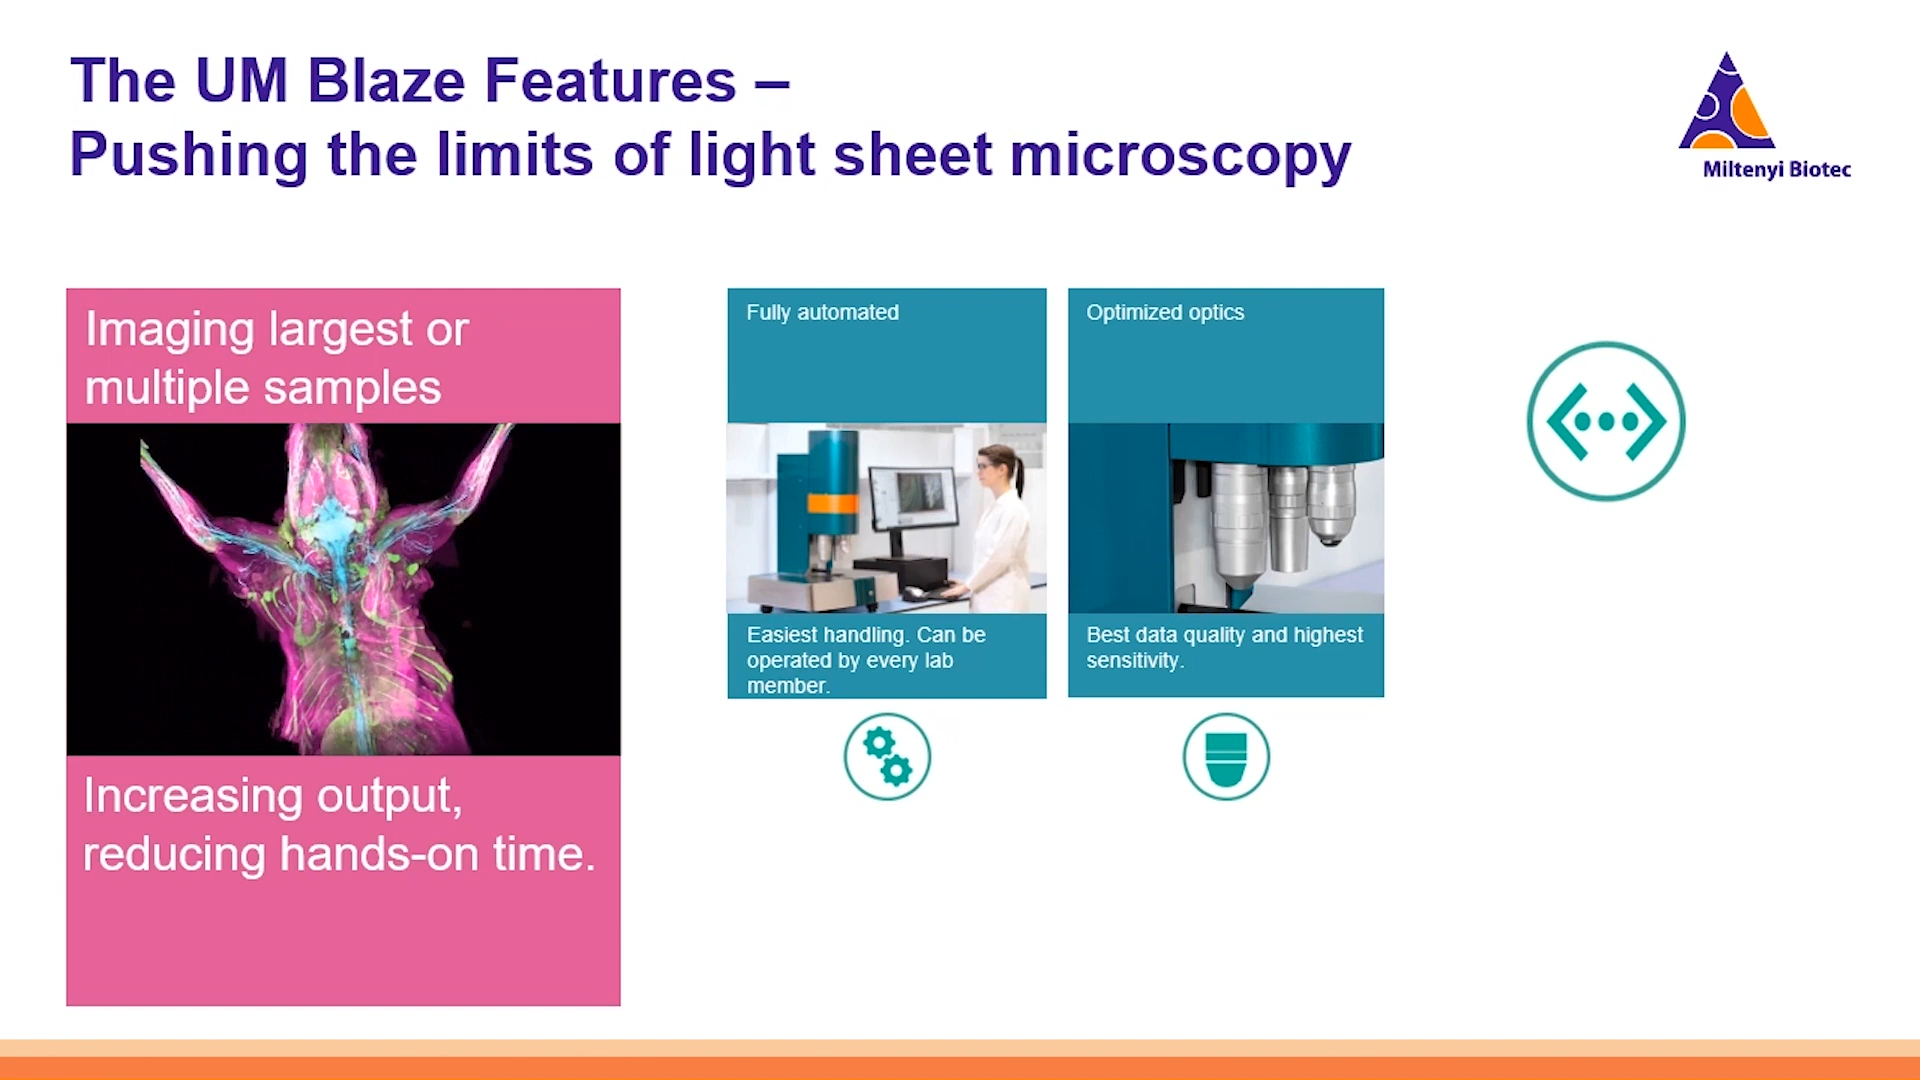 The UM Blaze Features –
Pushing the limits of light sheet microscopy
Miltenyi Biotec
Imaging largest or
multiple samples
Increasing output,
reducing hands-on time.
Fully automated
Easiest handling. Can be
operated by every lab
member.
Optimized optics
Best data quality and highest
sensitivity.